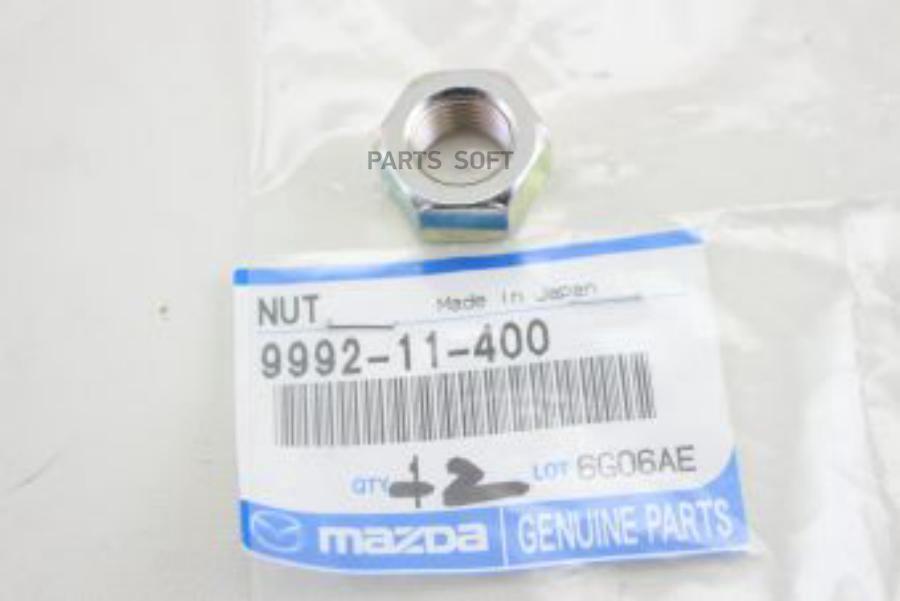 PARTS SOFT
NUT Made in Japan
9992-11-400
QTY 12 LOT 6G06AE
mazda GENUINE PARTS